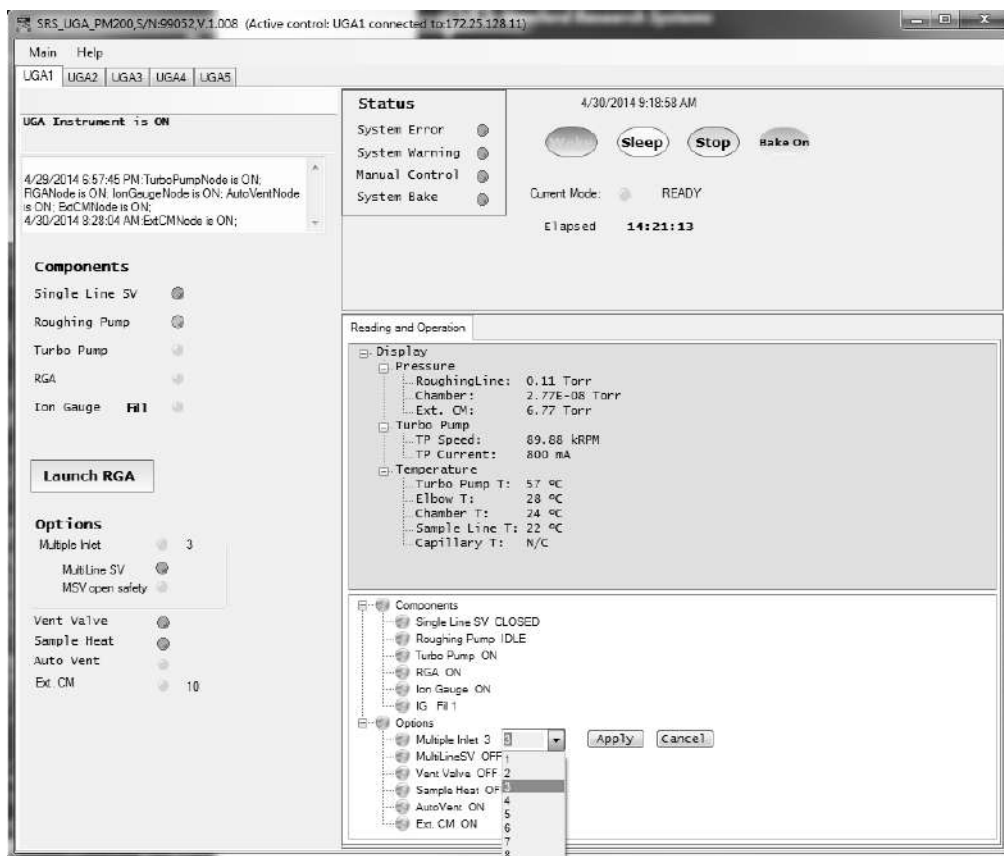 SRS_UGA_PM200,S/N:99052,V.1.008 (Active control: UGA1 connected to:172.25.128.11)
Main Help
UGA1 UGA2 UGA3 UGA4 UGA5
UGA Instrument is ON
4/29/2014 6:57:45 PM:TurboPumpNode is ON;
RGANode is ON; IonGaugeNode is ON; AutoVentNode
is ON; ExtCMNode is ON;
4/30/2014 8:28:04 AM:ExtCMNode is ON;
Components
Single Line SV
Roughing Pump
Turbo Pump
RGA
Ion Gauge Fil1
Launch RGA
Options
Multiple Inlet 3
MultiLine SV
MSV open safety
Vent Valve
Sample Heat
Auto Vent
Ext. CM 10
Status
System Error
System Warning
Manual Control
System Bake
4/30/2014 9:18:58 AM
Sleep Stop Bake On
Current Mode: READY
Elapsed 14:21:13
Reading and Operation
Display
Pressure
RoughingLine: 0.11 Torr
Chamber: 2.77E-08 Torr
Ext. CM: 6.77 Torr
Turbo Pump
TP Speed: 89.88 kRPM
TP Current: 800 mA
Temperature
Turbo Pump T: 57 ºC
Elbow T: 28 ºC
Chamber T: 24 ºC
Sample Line T: 22 ºC
Capillary T: N/C
Components
Single Line SV CLOSED
Roughing Pump IDLE
Turbo Pump ON
RGA ON
Ion Gauge ON
IG Fil 1
Options
Multiple Inlet 3 3 Apply Cancel
MultiLineSV OFF 1
Vent Valve OFF 2
Sample Heat OF 3
AutoVent ON 4
5
Ext. CM ON 6
7
8